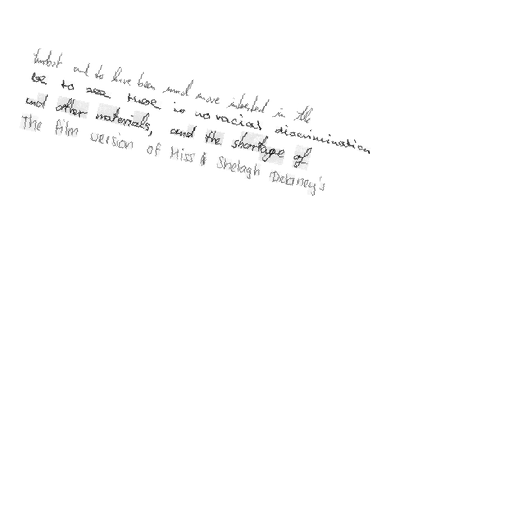 turbot and to have been much more interested in the
be to see there is no racial discrimination
and other materials, and the shortage of
The film version of Miss Shelagh Delaney's